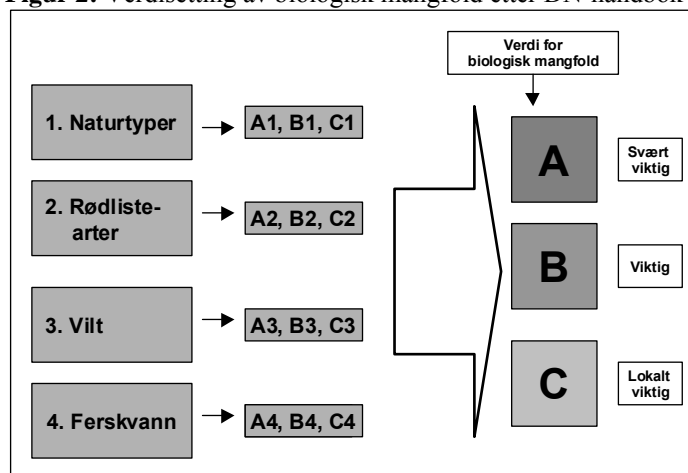 Figur 2: Verdisetting av biologisk mangfold etter DN-håndbok
Verdi for
biologisk mangfold
1. Naturtyper
A1, B1, C1
2. Rødliste-
arter
A2, B2, C2
3. Vilt
A3, B3, C3
4. Ferskvann
A4, B4, C4
A
Svært
viktig
B
Viktig
C
Lokalt
viktig